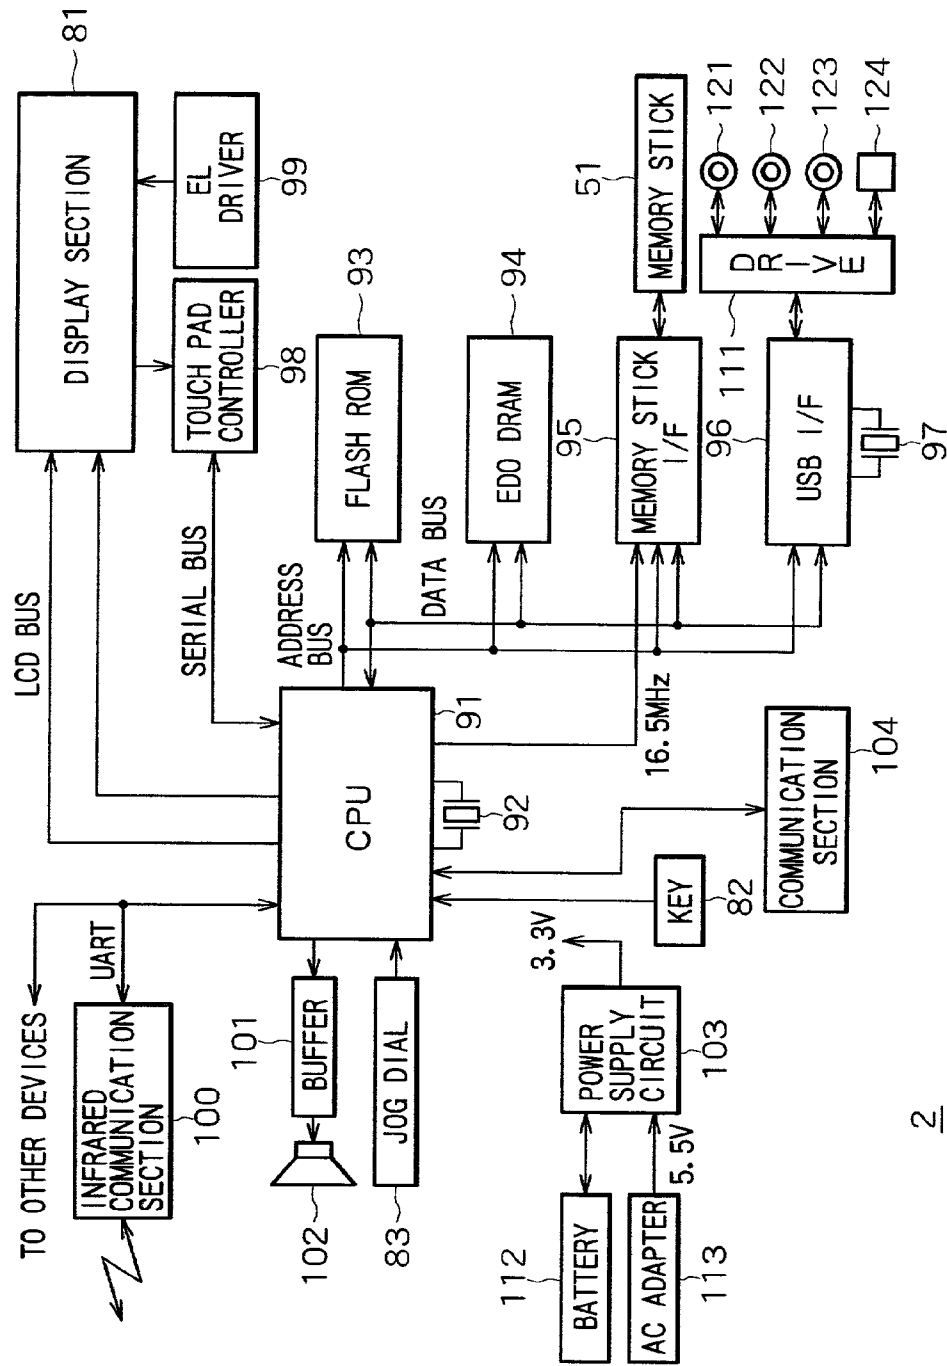 TO OTHER DEVICES
UART
INFRARED
COMMUNICATION
SECTION
100
LCD BUS
SERIAL BUS
DISPLAY SECTION
81
TOUCH PAD
CONTROLLER
98
EL
DRIVER
99
101
BUFFER
102
JOG DIAL
83
CPU
91
92
ADDRESS
BUS
DATA BUS
FLASH ROM
93
EDO DRAM
94
16.5MHz
95
MEMORY STICK
I/F
51
MEMORY STICK
96
USB I/F
97
111
DRIVE
121
122
123
124
KEY
82
COMMUNICATION
SECTION
104
3.3V
POWER
SUPPLY
CIRCUIT
103
5.5V
112
BATTERY
AC ADAPTER
113
2